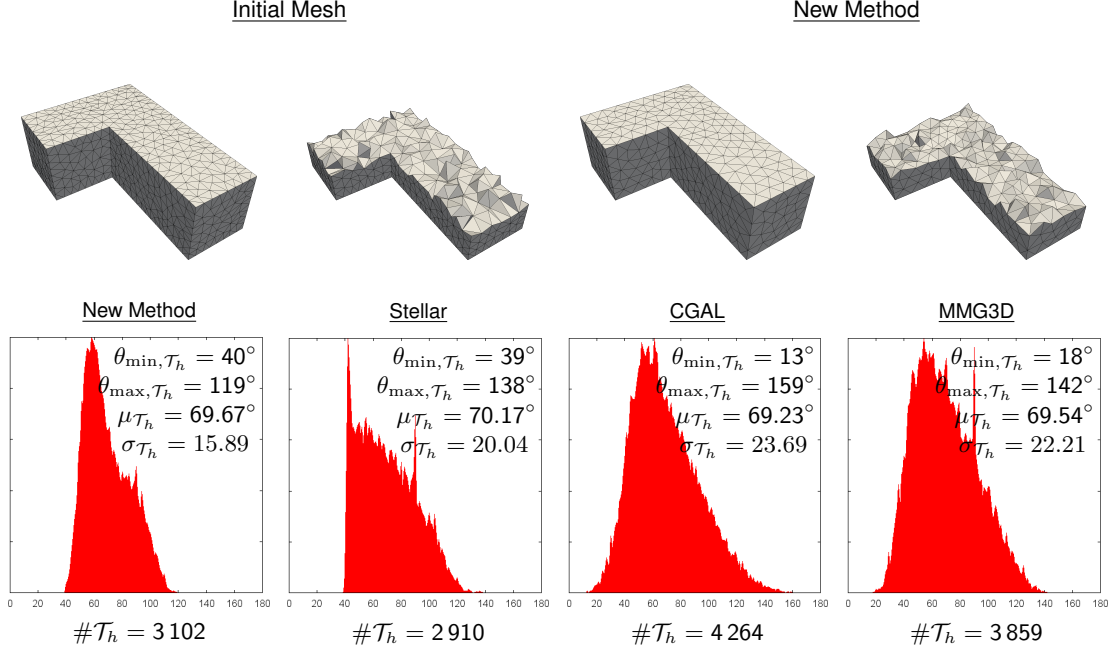 Initial Mesh New Method
New Method Stellar CGAL MMG3D
θmin,𝒯h = 40° θmin,𝒯h = 39° θmin,𝒯h = 13° θmin,𝒯h = 18°
θmax,𝒯h = 119° θmax,𝒯h = 138° θmax,𝒯h = 159° θmax,𝒯h = 142°
μ𝒯h = 69.67° μ𝒯h = 70.17° μ𝒯h = 69.23° μ𝒯h = 69.54°
σ𝒯h = 15.89 σ𝒯h = 20.04 σ𝒯h = 23.69 σ𝒯h = 22.21
0 20 40 60 80 100 120 140 160 180 0 20 40 60 80 100 120 140 160 180 0 20 40 60 80 100 120 140 160 180 0 20 40 60 80 100 120 140 160 180
#𝒯h = 3 102 #𝒯h = 2 910 #𝒯h = 4 264 #𝒯h = 3 859